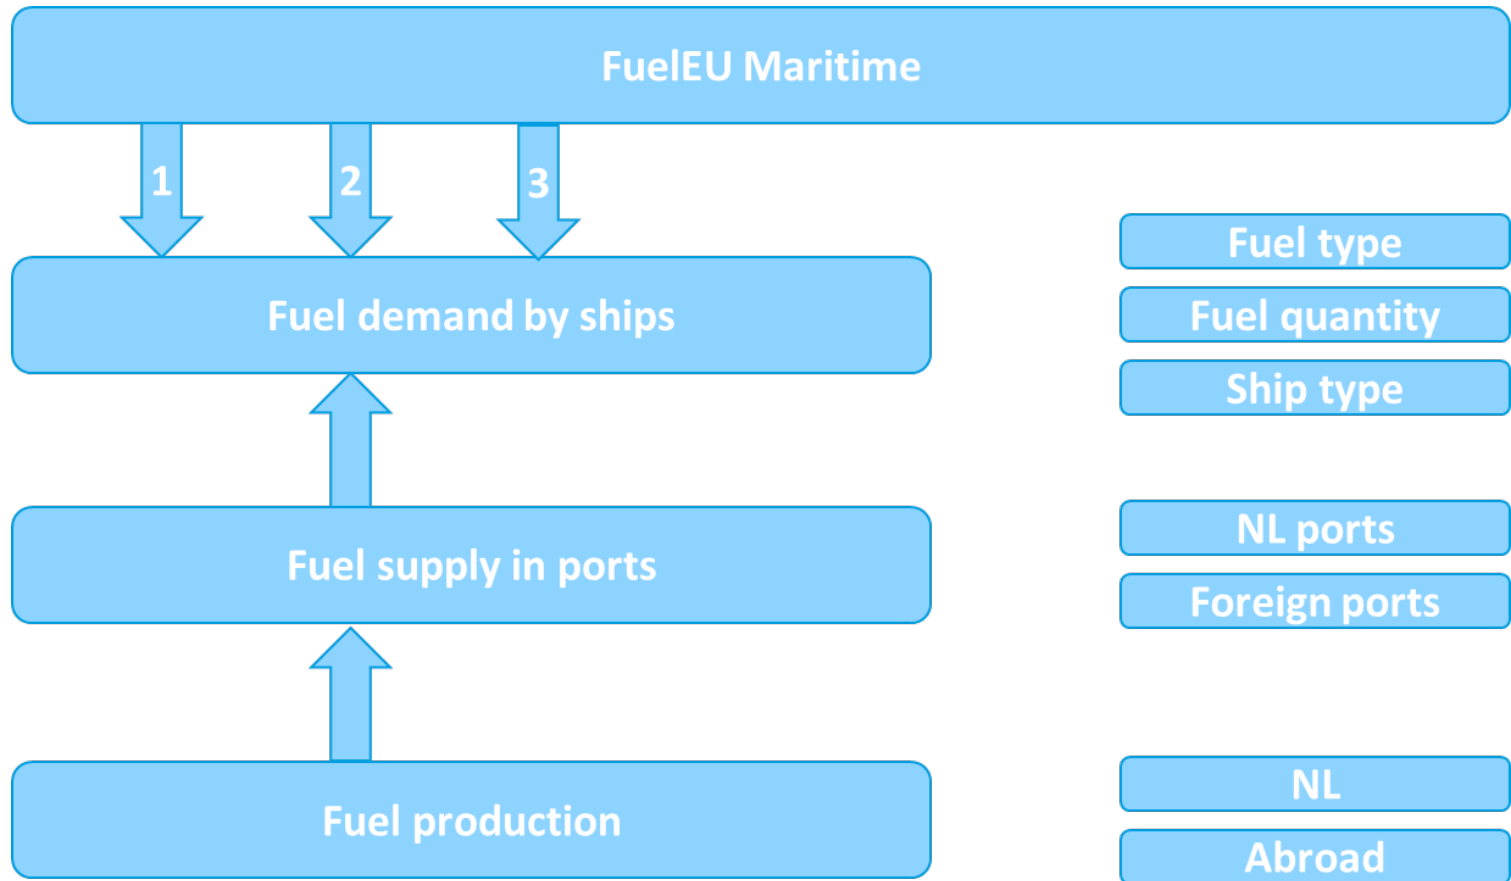 FuelEU Maritime
1
2
3
Fuel demand by ships
Fuel type
Fuel quantity
Ship type
Fuel supply in ports
NL ports
Foreign ports
Fuel production
NL
Abroad